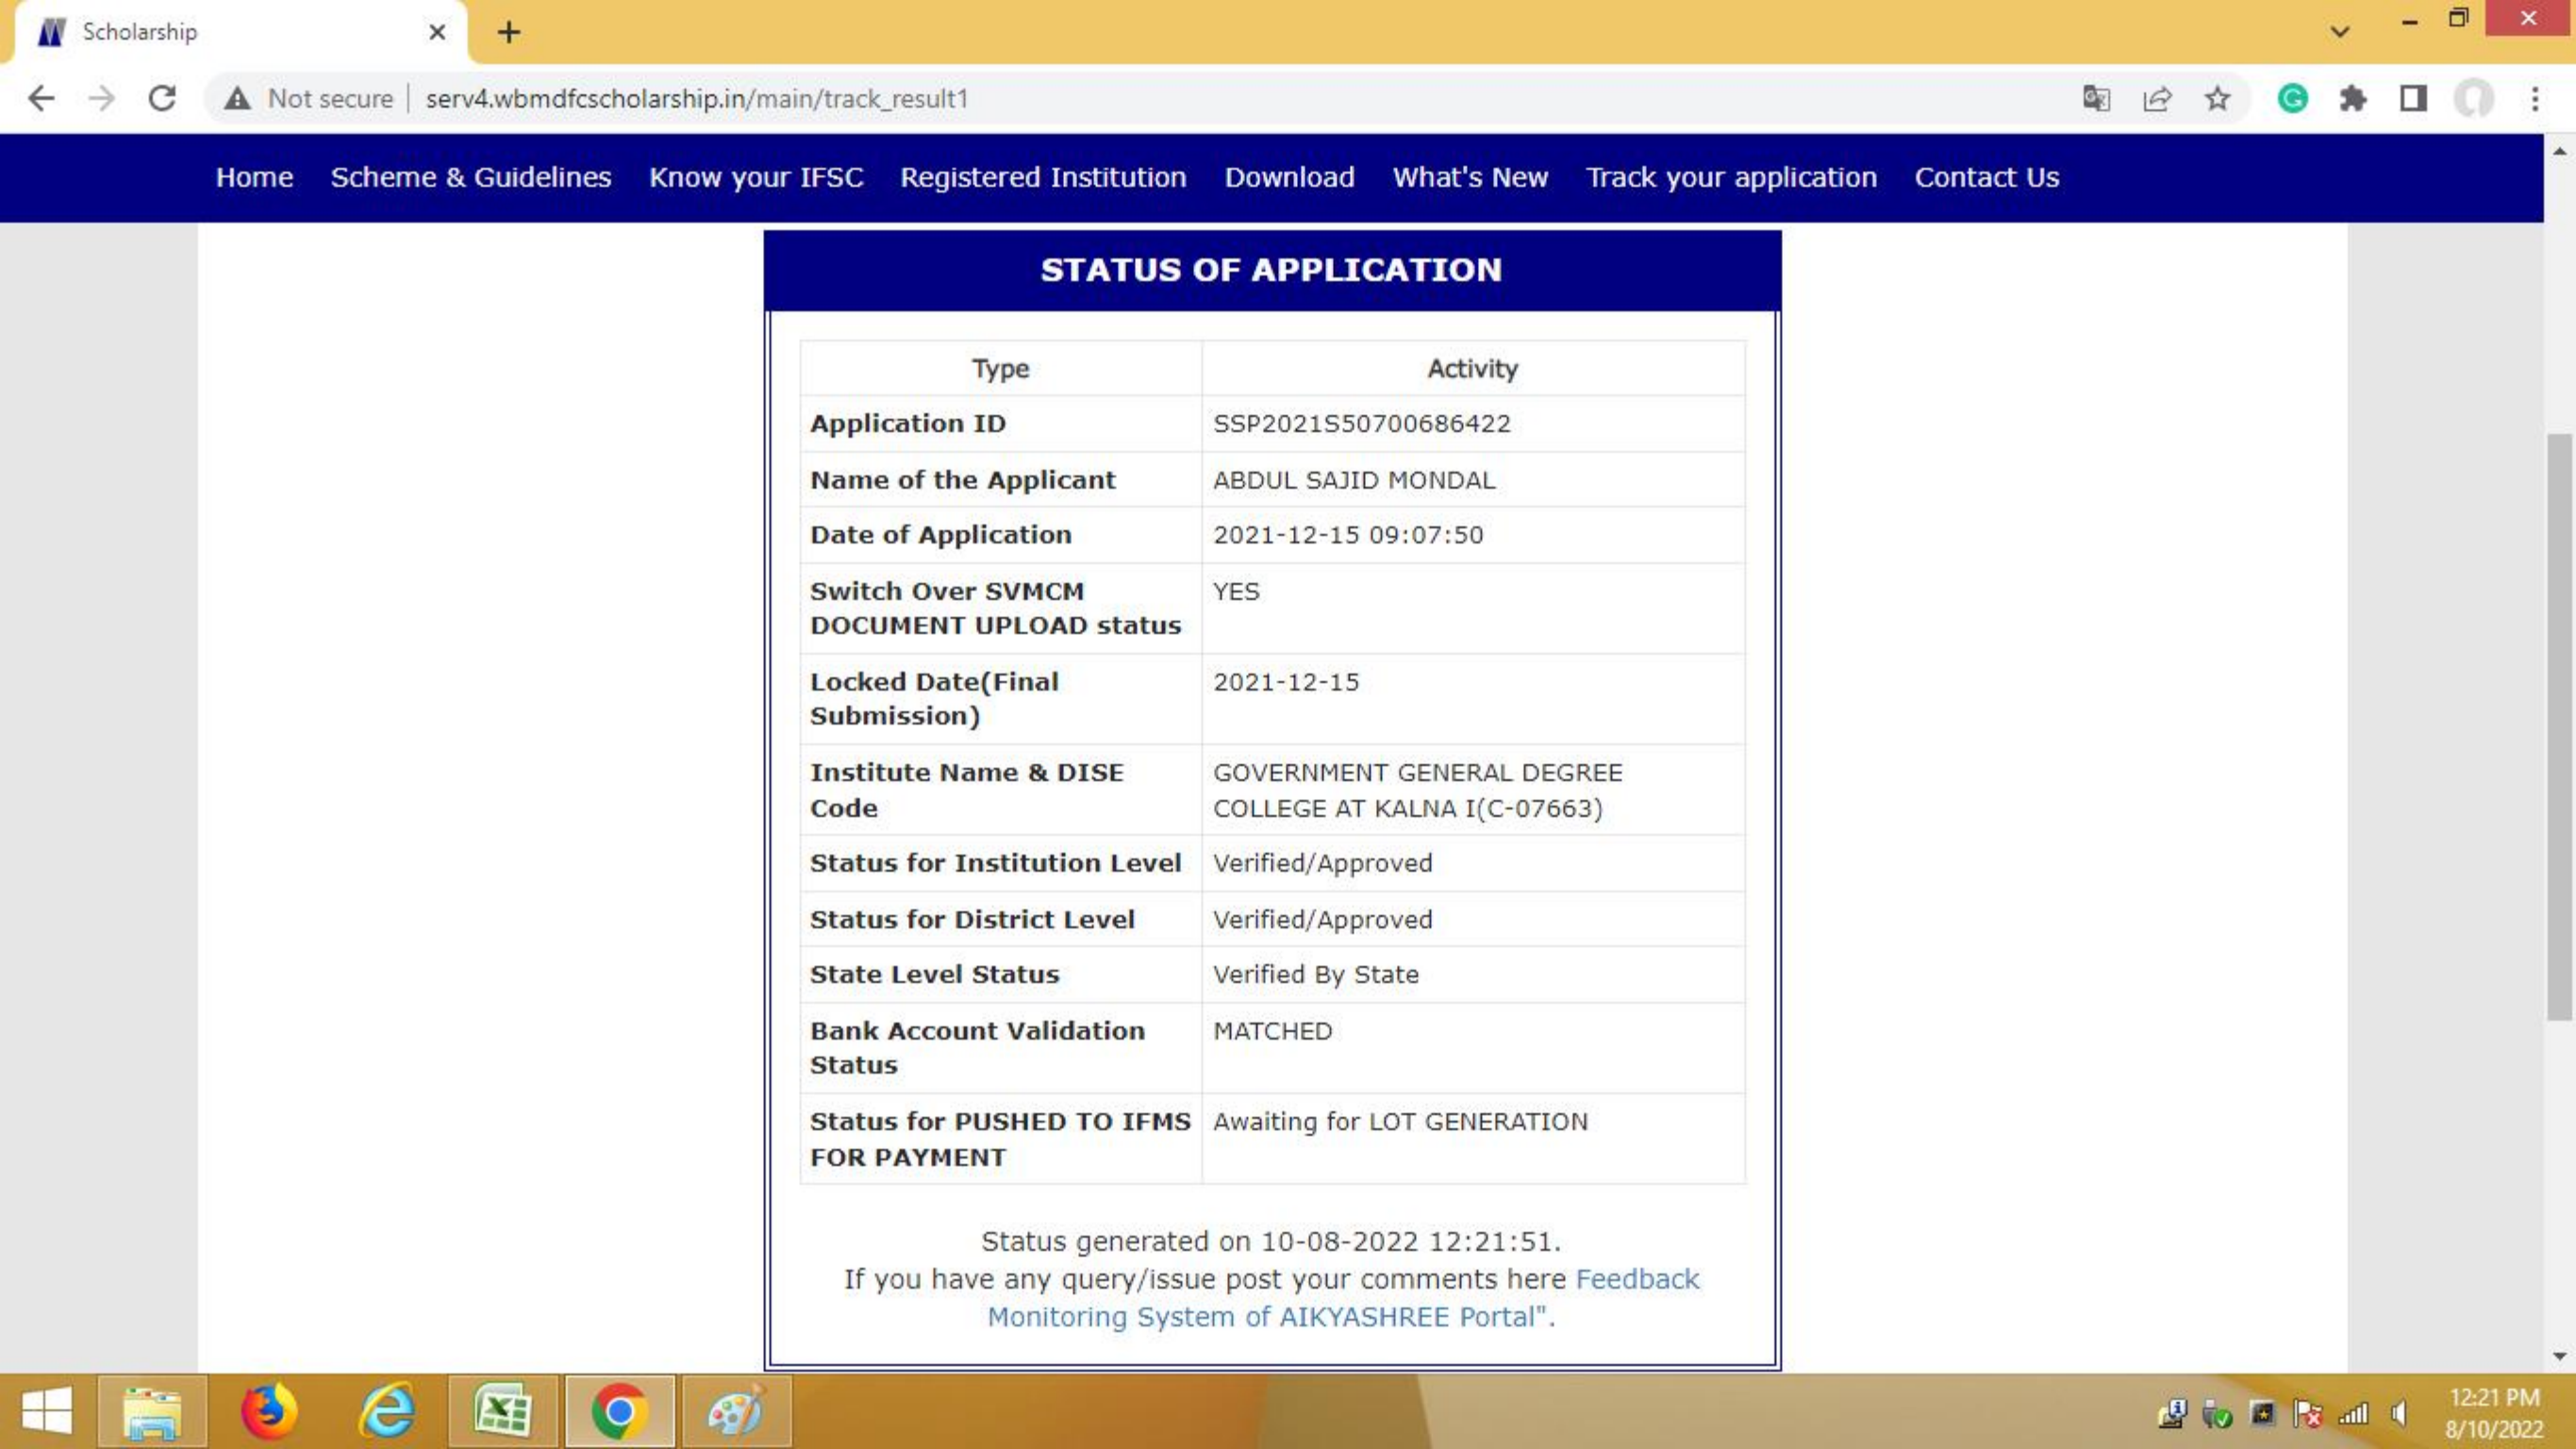 Scholarship
Not secure serv4.wbmdfcscholarship.in/main/track_result1
Home Scheme & Guidelines Know your IFSC Registered Institution Download What's New Track your application Contact Us
STATUS OF APPLICATION
Type Activity
Application ID SSP2021S50700686422
Name of the Applicant ABDUL SAJID MONDAL
Date of Application 2021-12-15 09:07:50
Switch Over SVMCM YES
DOCUMENT UPLOAD status
Locked Date(Final 2021-12-15
Submission)
Institute Name & DISE GOVERNMENT GENERAL DEGREE
Code COLLEGE AT KALNA I(C-07663)
Status for Institution Level Verified/Approved
Status for District Level Verified/Approved
State Level Status Verified By State
Bank Account Validation MATCHED
Status
Status for PUSHED TO IFMS Awaiting for LOT GENERATION
FOR PAYMENT
Status generated on 10-08-2022 12:21:51.
If you have any query/issue post your comments here Feedback
Monitoring System of AIKYASHREE Portal".
12:21 PM
8/10/2022